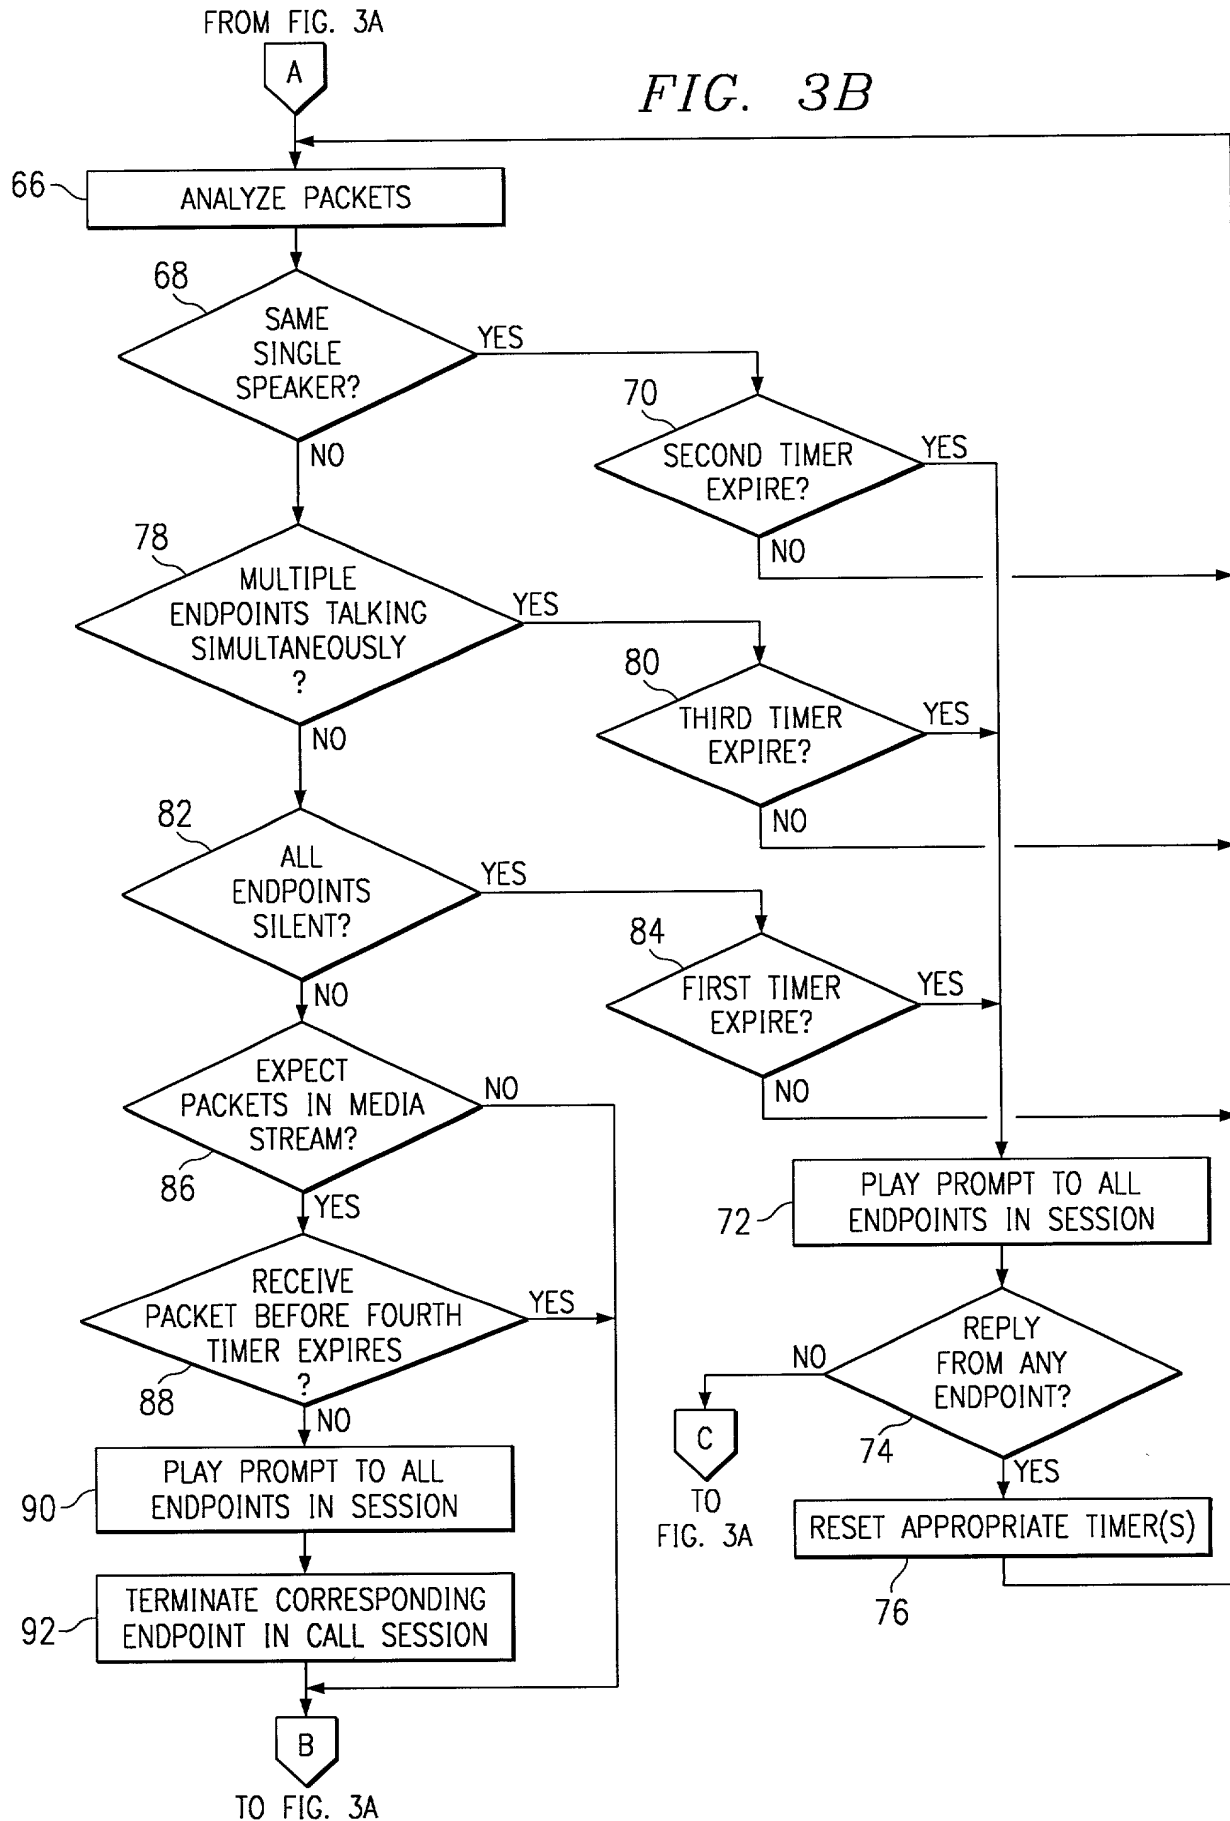 FROM FIG. 3A
A
FIG. 3B
66
ANALYZE PACKETS
68
SAME
SINGLE
SPEAKER?
YES
NO
70
SECOND TIMER
EXPIRE?
YES
NO
78
MULTIPLE
ENDPOINTS TALKING
SIMULTANEOUSLY
?
YES
NO
80
THIRD TIMER
EXPIRE?
YES
NO
82
ALL
ENDPOINTS
SILENT?
YES
NO
84
FIRST TIMER
EXPIRE?
YES
NO
EXPECT
PACKETS IN MEDIA
STREAM?
86
NO
YES
72
PLAY PROMPT TO ALL
ENDPOINTS IN SESSION
RECEIVE
PACKET BEFORE FOURTH
TIMER EXPIRES
?
88
YES
NO
REPLY
FROM ANY
ENDPOINT?
74
NO
YES
C
TO
FIG. 3A
90
PLAY PROMPT TO ALL
ENDPOINTS IN SESSION
RESET APPROPRIATE TIMER(S)
76
92
TERMINATE CORRESPONDING
ENDPOINT IN CALL SESSION
B
TO FIG. 3A